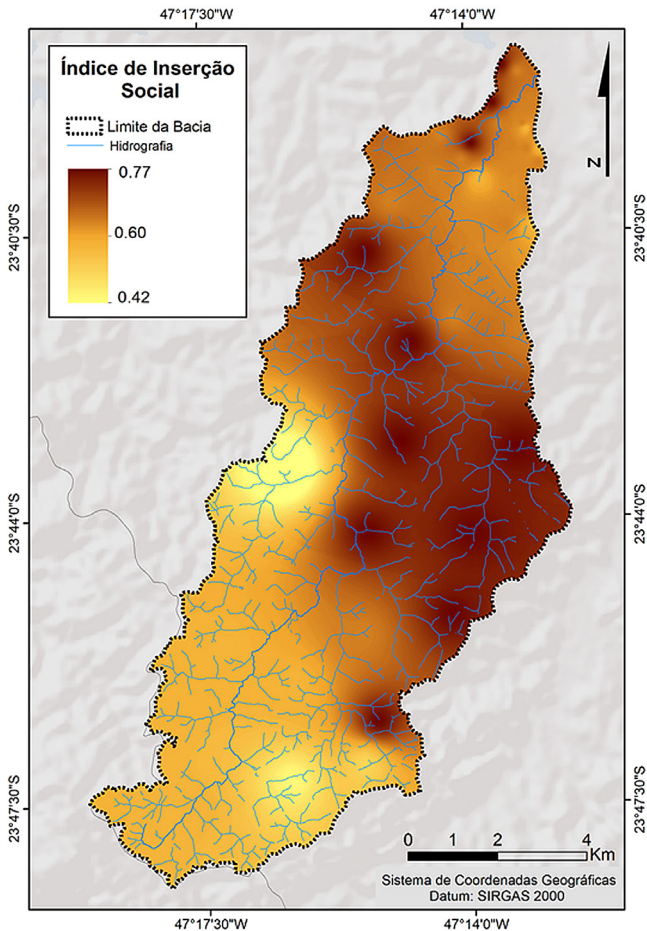 47°17'30"W 47°14'0"W
Índice de Inserção
Social
Limite da Bacia
Hidrografia
0.77
0.60
0.42
N
23°40'30"S 23°40'30"S
23°44'0"S 23°44'0"S
23°47'30"S 23°47'30"S
0 1 2 4
Km
Sistema de Coordenadas Geográficas
Datum: SIRGAS 2000
47°17'30"W 47°14'0"W